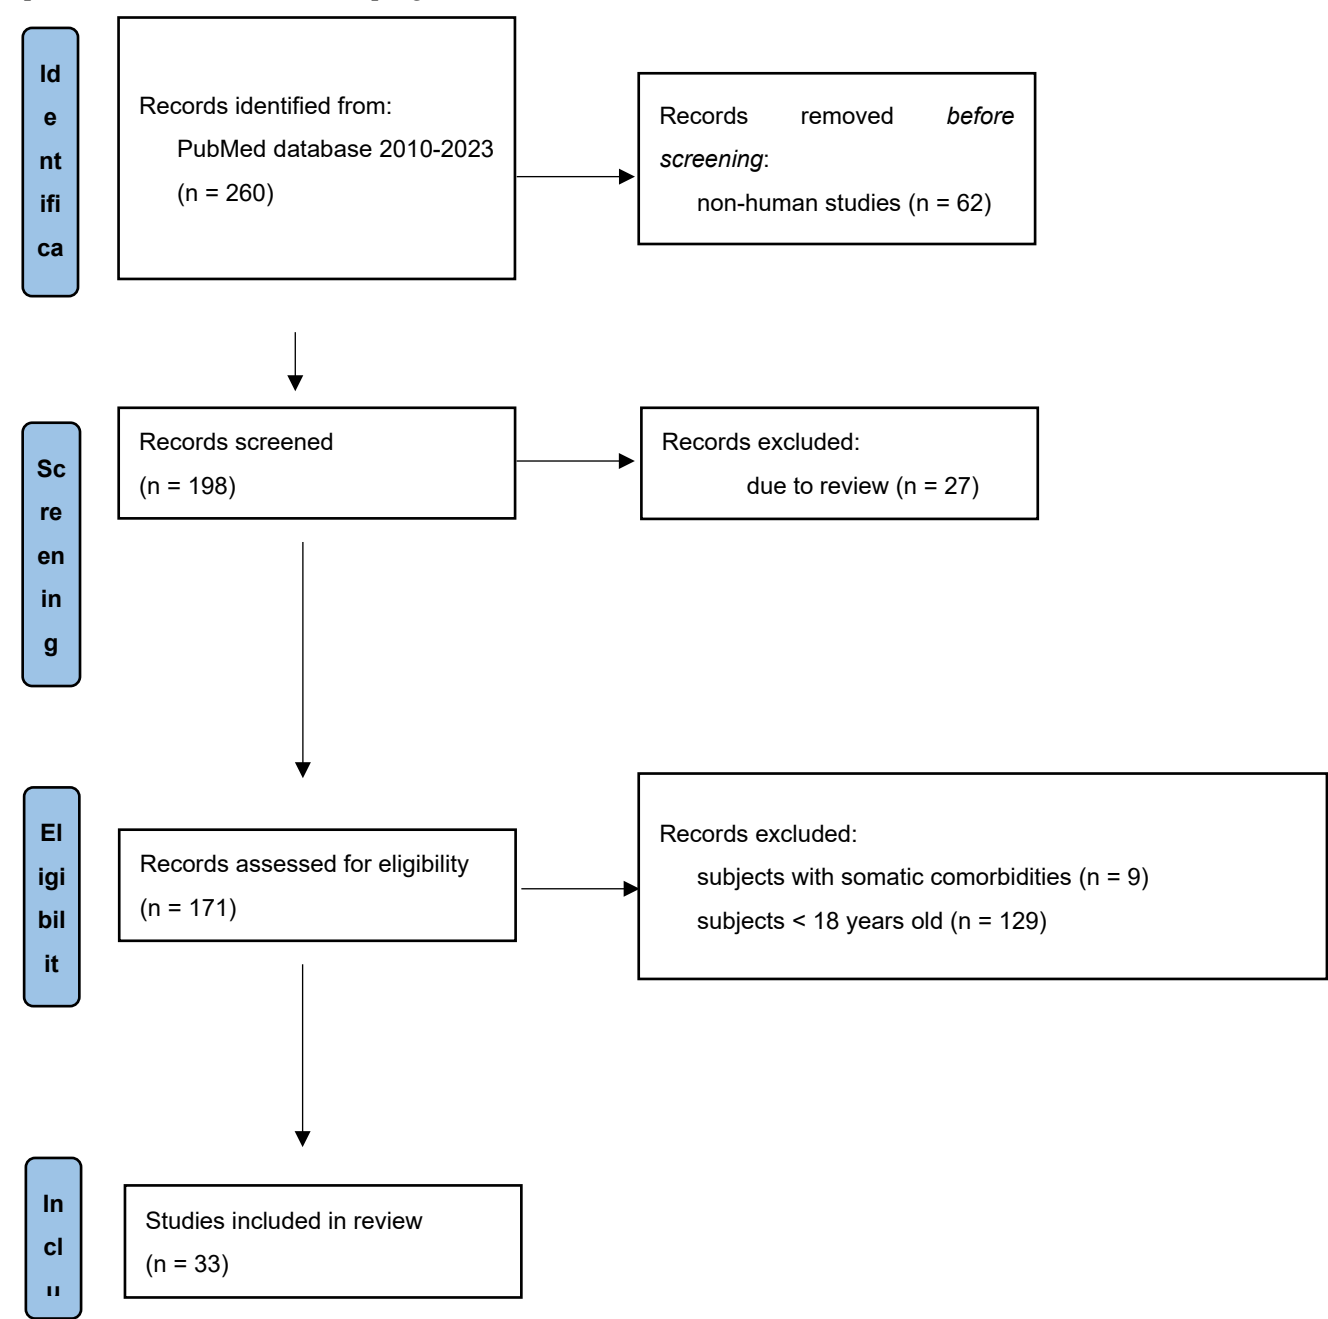 Id
e
nt
ifi
ca
Records identified from:
PubMed database 2010-2023
(n = 260)
Records removed before
screening:
non-human studies (n = 62)
Sc
re
en
in
g
Records screened
(n = 198)
Records excluded:
due to review (n = 27)
El
igi
bil
it
Records assessed for eligibility
(n = 171)
Records excluded:
subjects with somatic comorbidities (n = 9)
subjects < 18 years old (n = 129)
In
cl
u
Studies included in review
(n = 33)